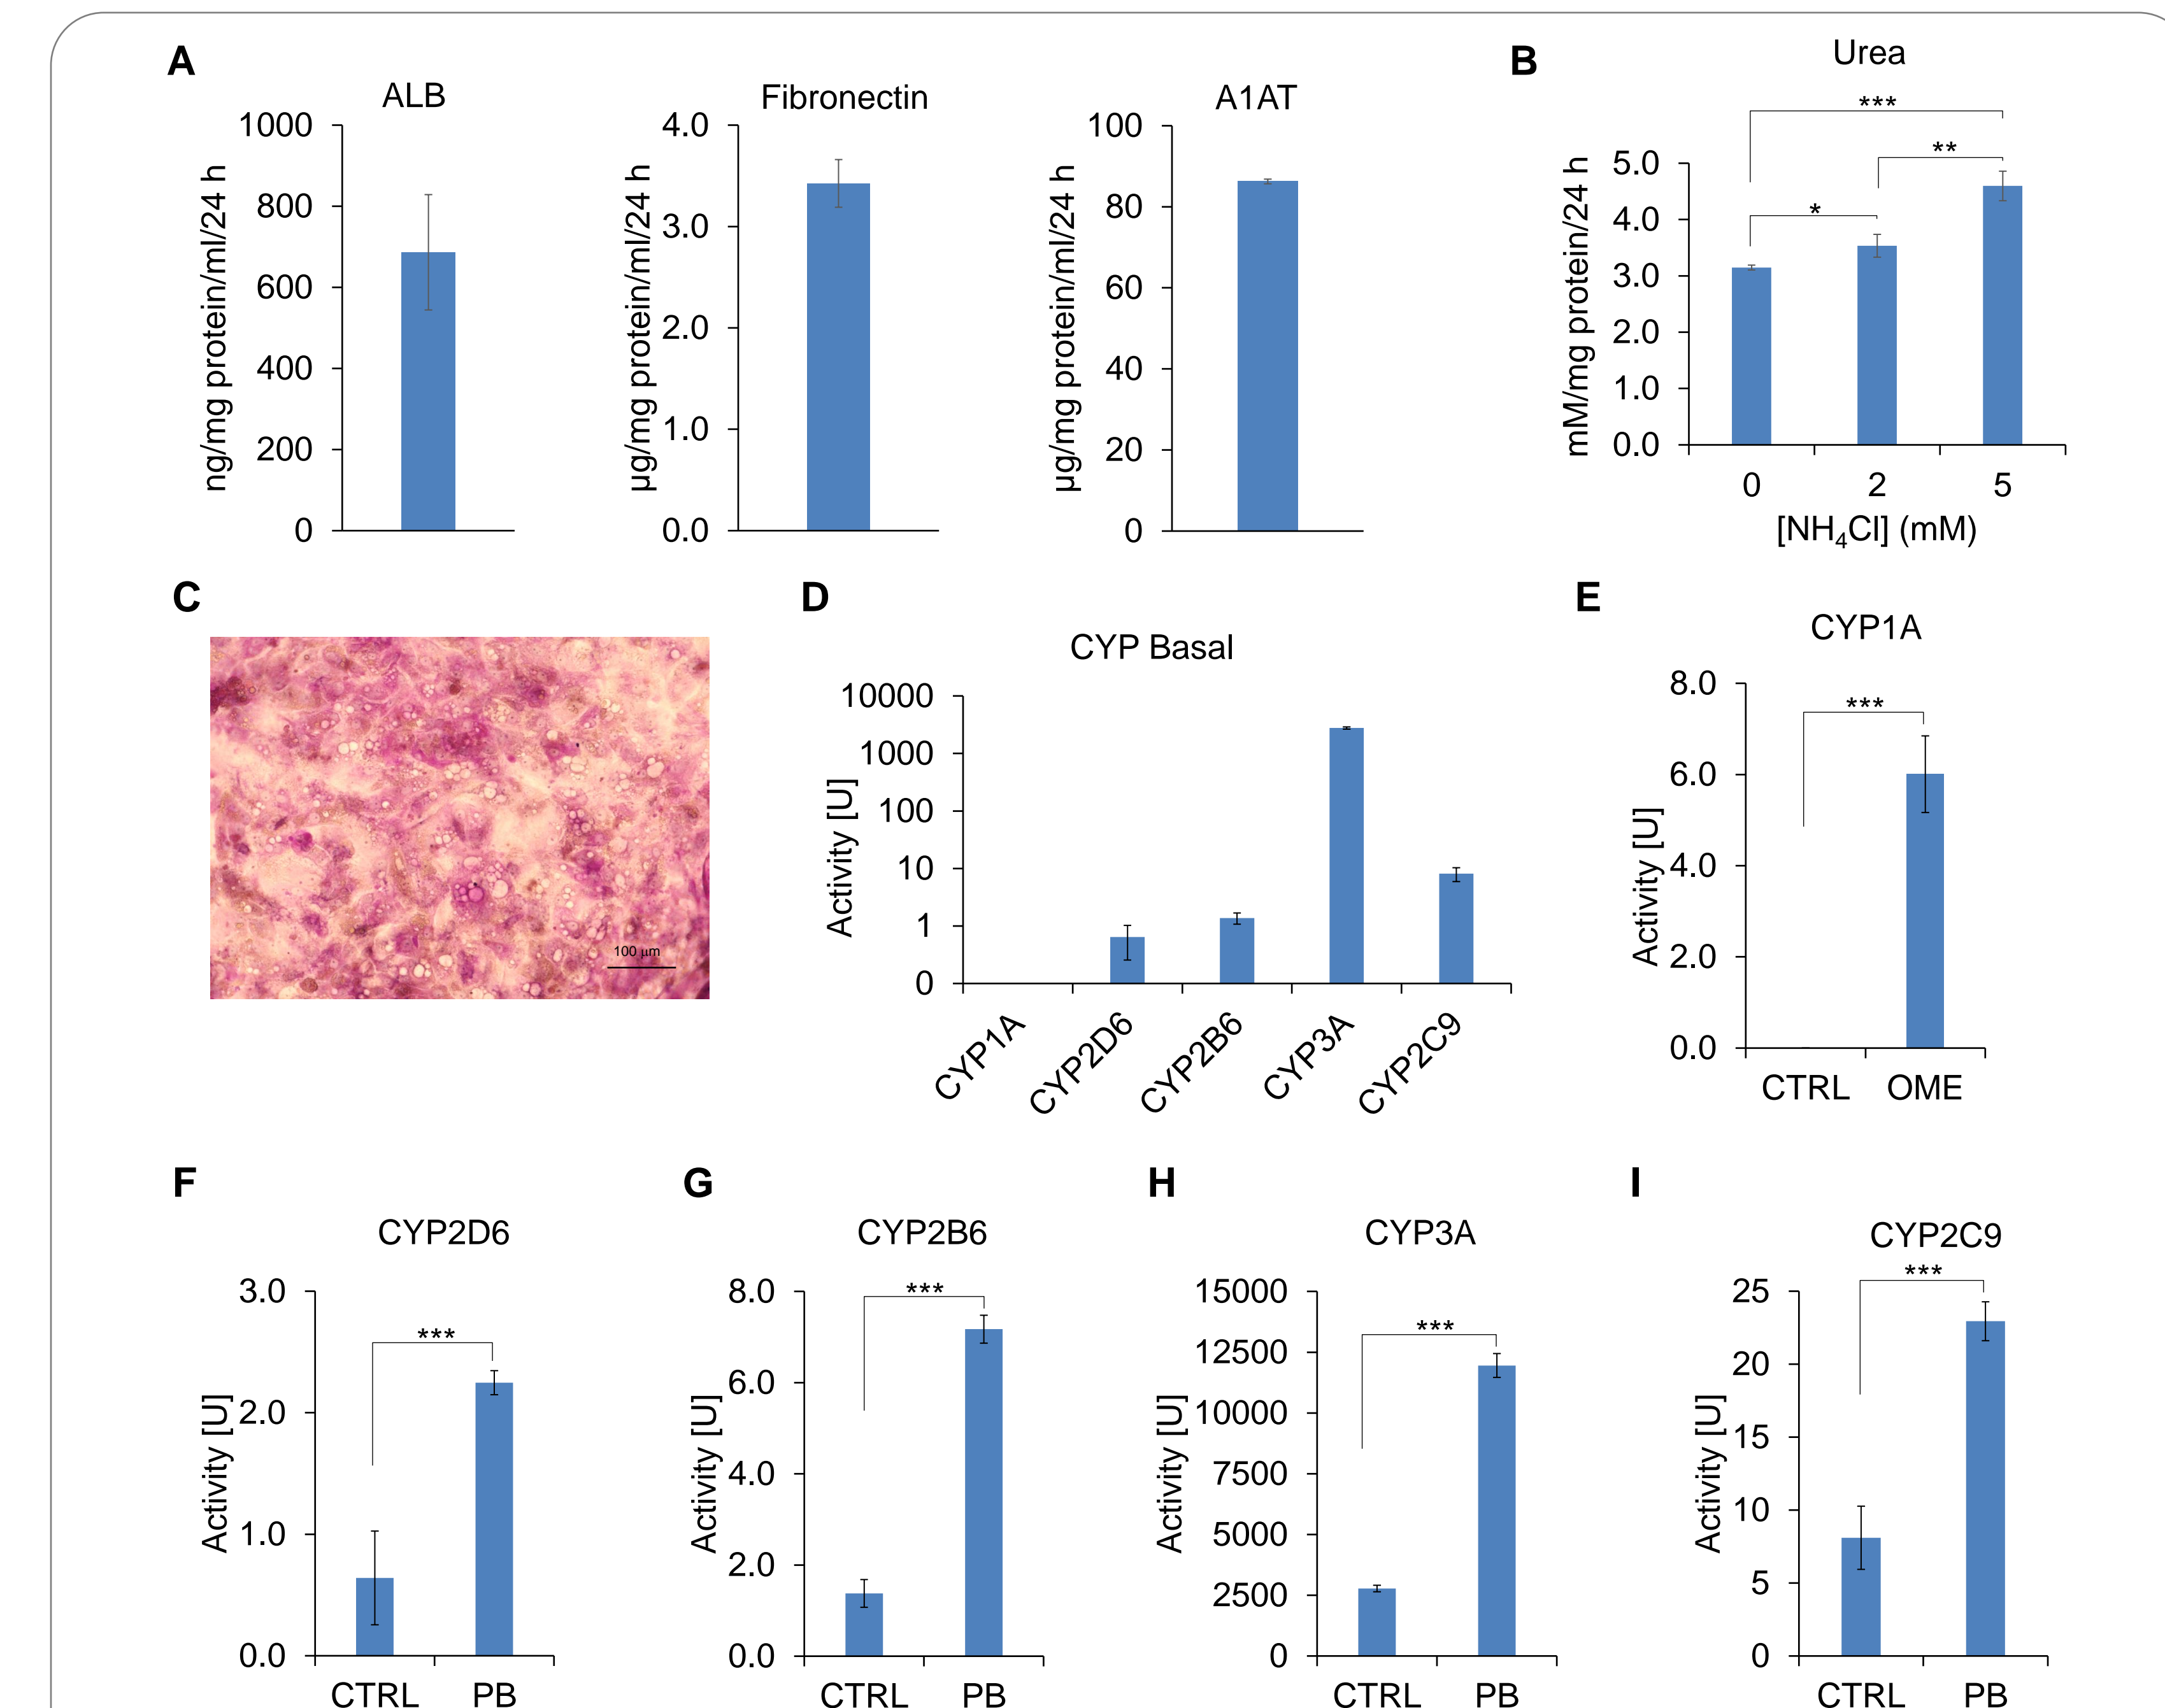 A
ALB
1000
800
600
400
200
0
ng/mg protein/ml/24 h
Fibronectin
4.0
3.0
2.0
1.0
0.0
µg/mg protein/ml/24 h
A1AT
100
80
60
40
20
0
µg/mg protein/ml/24 h
B
Urea
***
**
*
5.0
4.0
3.0
2.0
1.0
0.0
mM/mg protein/24 h
0 2 5
[NH₄Cl] (mM)
C
100 µm
D
CYP Basal
10000
1000
100
10
1
0
Activity [U]
CYP1A CYP2D6 CYP2B6 CYP3A CYP2C9
E
CYP1A
***
8.0
6.0
4.0
2.0
0.0
Activity [U]
CTRL OME
F
CYP2D6
***
3.0
2.0
1.0
0.0
Activity [U]
CTRL PB
G
CYP2B6
***
8.0
6.0
4.0
2.0
0.0
Activity [U]
CTRL PB
H
CYP3A
***
15000
12500
10000
7500
5000
2500
0
Activity [U]
CTRL PB
I
CYP2C9
***
25
20
15
10
5
0
Activity [U]
CTRL PB